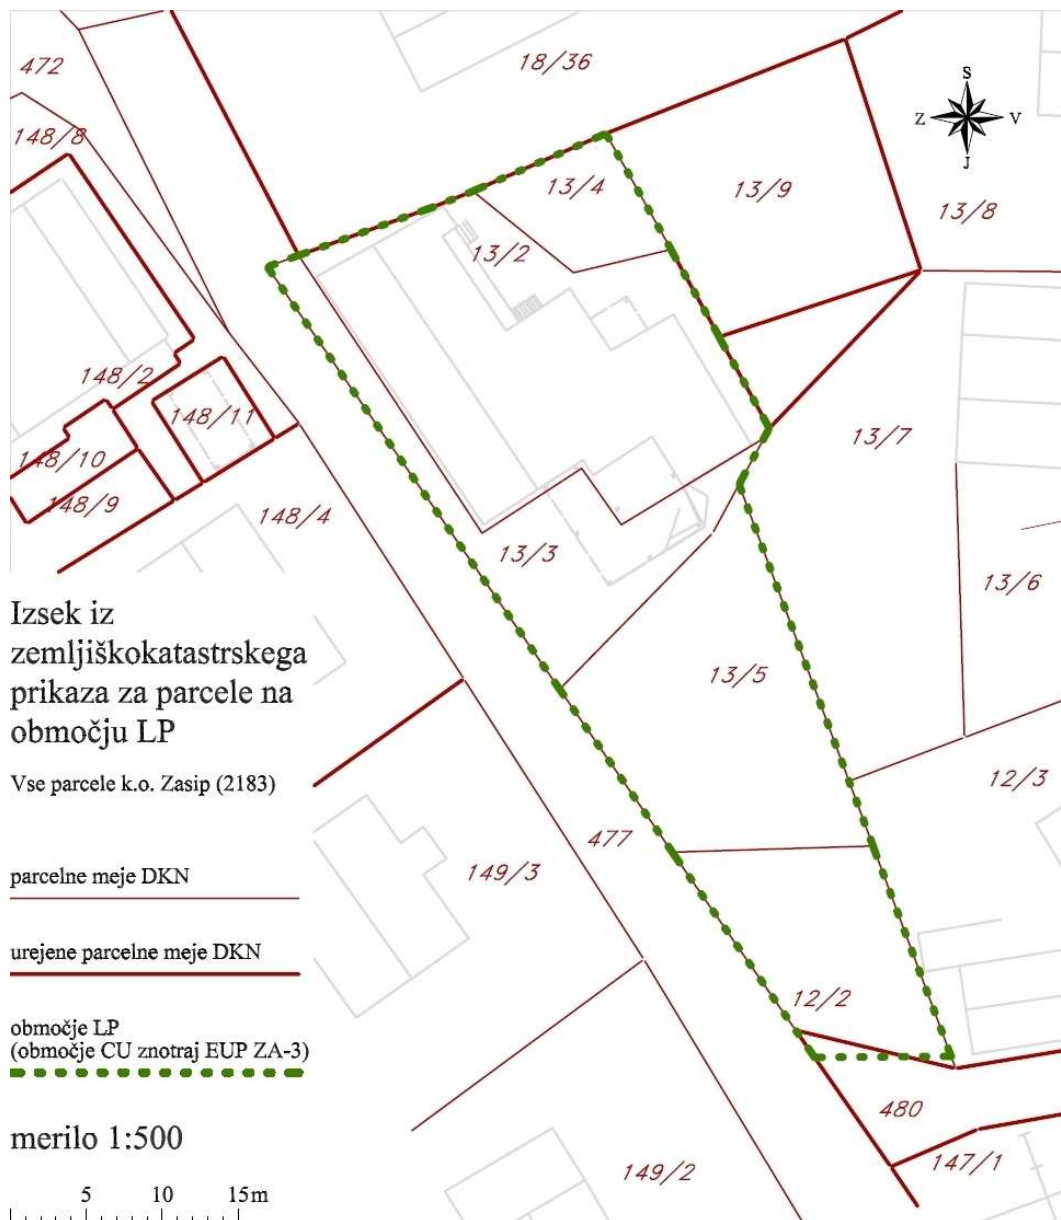 472
18/36
148/8
S
Z
V
J
13/4
13/9
13/8
13/2
148/2
148/11
13/7
148/10
148/9
148/4
13/3
13/6
Izsek iz
zemljiškokatastrskega
prikaza za parcele na
območju LP
13/5
Vse parcele k.o. Zasip (2183)
12/3
477
149/3
parcelne meje DKN
urejene parcelne meje DKN
12/2
območje LP
(območje CU znotraj EUP ZA-3)
480
merilo 1:500
147/1
149/2
5 10 15m